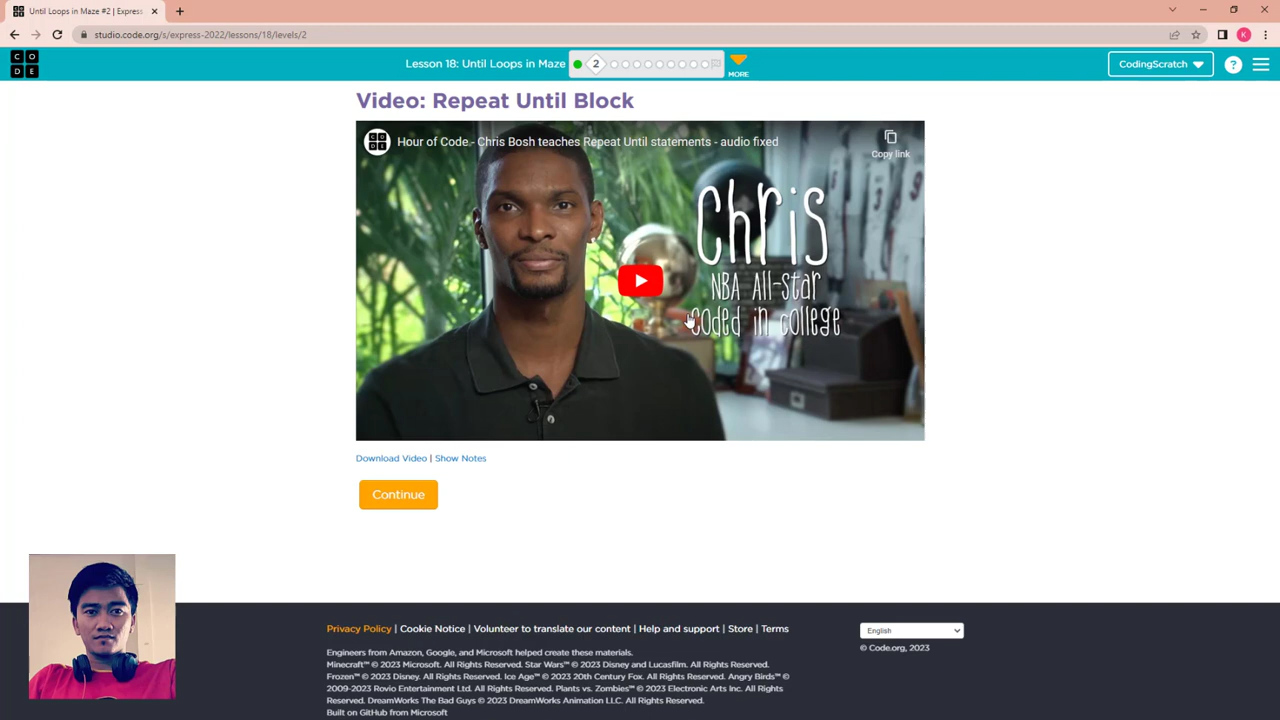 Until Loops in Maze #2 | Express
studio.code.org/s/express-2022/lessons/18/levels/2
K
CODE
Lesson 18: Until Loops in Maze
2
MORE
CodingScratch
?
Video: Repeat Until Block
Hour of Code - Chris Bosh teaches Repeat Until statements - audio fixed
Copy link
Chris
NBA All-Star
Coded in college
Download Video | Show Notes
Continue
Privacy Policy | Cookie Notice | Volunteer to translate our content | Help and support | Store | Terms
English
© Code.org, 2023
Engineers from Amazon, Google, and Microsoft helped create these materials.
Minecraft™ © 2023 Microsoft. All Rights Reserved. Star Wars™ © 2023 Disney and Lucasfilm. All Rights Reserved.
Frozen™ © 2023 Disney. All Rights Reserved. Ice Age™ © 2023 20th Century Fox. All Rights Reserved. Angry Birds™ ©
2009-2023 Rovio Entertainment Ltd. All Rights Reserved. Plants vs. Zombies™ © 2023 Electronic Arts Inc. All Rights
Reserved. DreamWorks The Bad Guys © 2023 DreamWorks Animation LLC. All Rights Reserved.
Built on GitHub from Microsoft